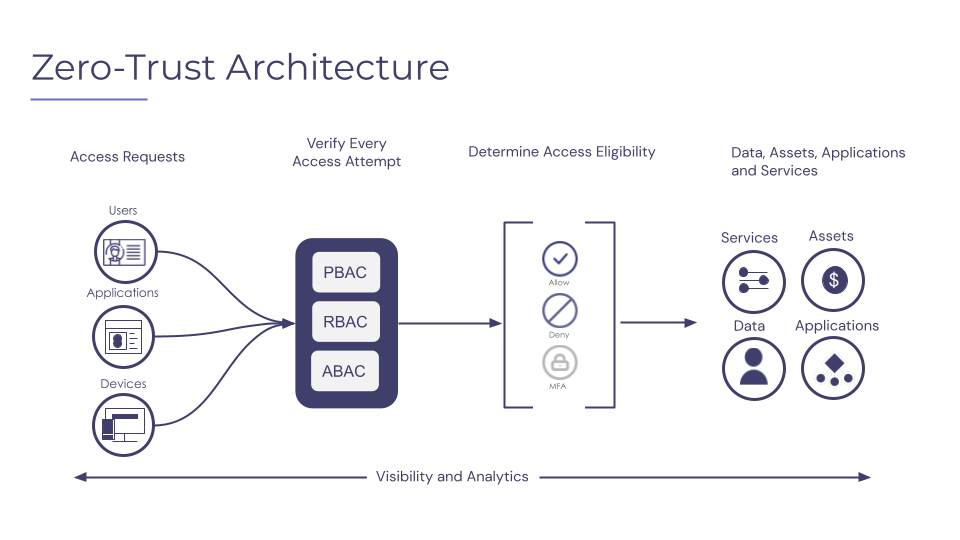 Zero-Trust Architecture
Access Requests
Verify Every
Access Attempt
Determine Access Eligibility
Data, Assets, Applications
and Services
Users
Applications
Devices
PBAC
RBAC
ABAC
Allow
Deny
MFA
Services
Assets
$
Data
Applications
Visibility and Analytics